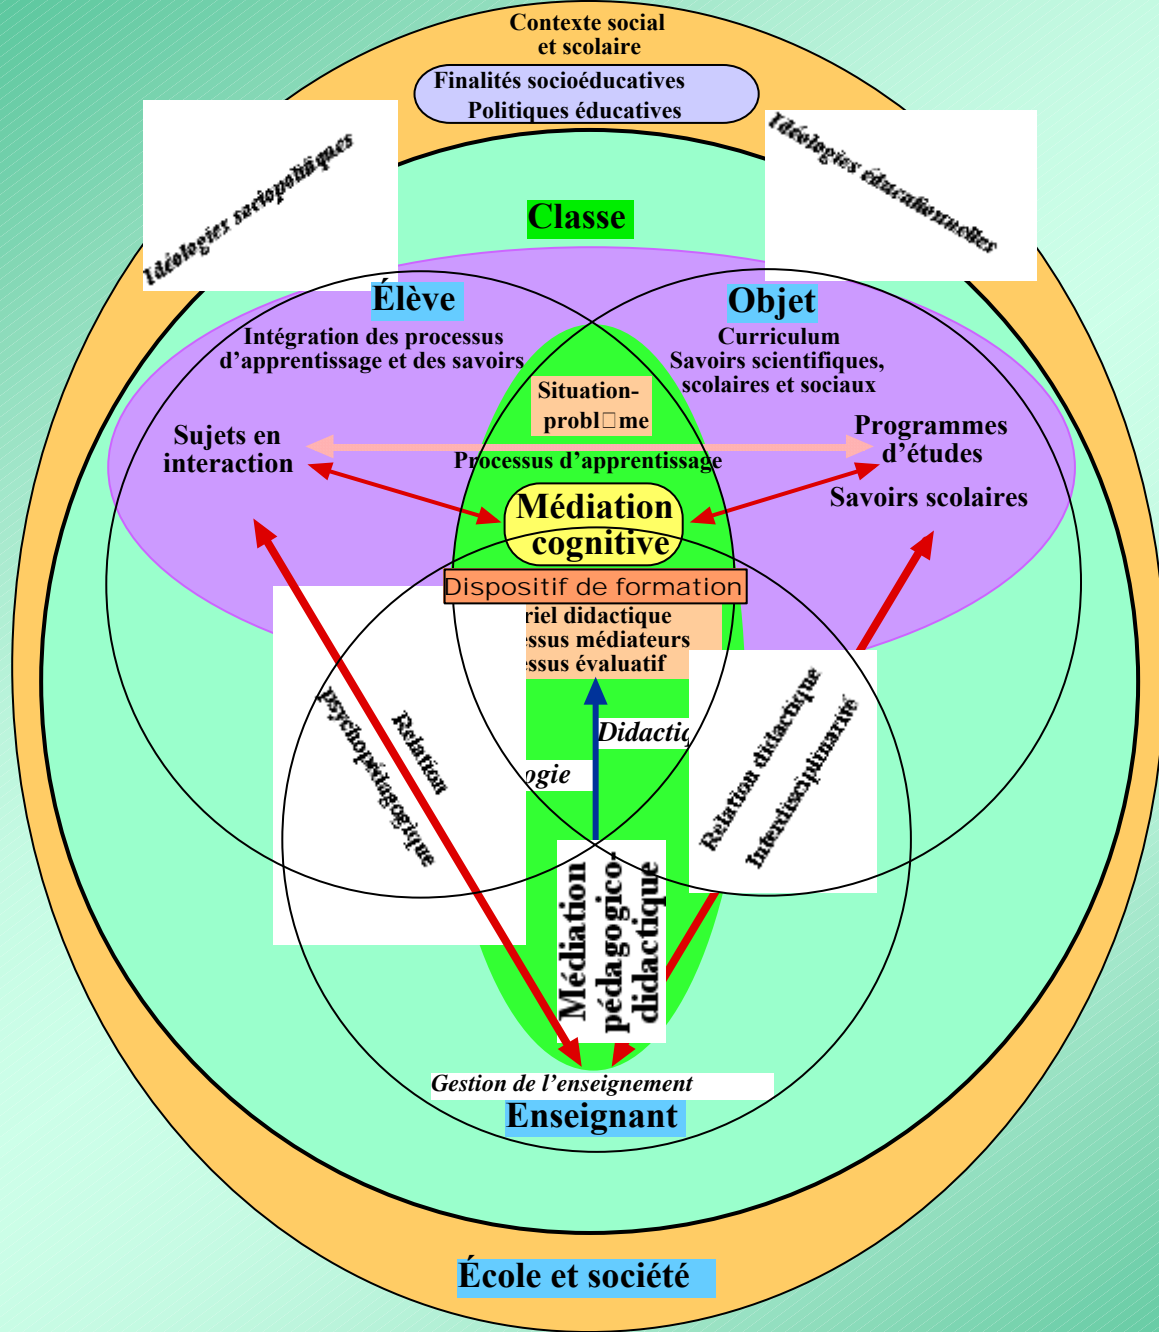 Contexte social
et scolaire
Finalités socioéducatives
Politiques éducatives
Idéologies sociopolitiques
Idéologies éducationnelles
Classe
Élève
Intégration des processus
d’apprentissage et des savoirs
Objet
Curriculum
Savoirs scientifiques,
scolaires et sociaux
Situation-
probl□me
Sujets en
interaction
Programmes
d’études
Processus d’apprentissage
Savoirs scolaires
Médiation
cognitive
Dispositif de formation
riel didactique
essus médiateurs
essus évaluatif
Relation
psychopédagogique
Didactiq
ogie
Relation didactique
Interdisciplinarité
Médiation
pédagogico-
didactique
Gestion de l’enseignement
Enseignant
École et société